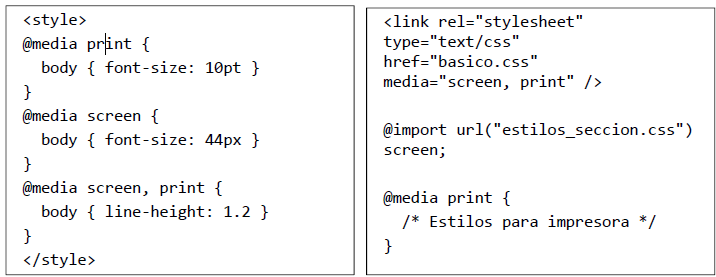 <style>
@media print {
body { font-size: 10pt }
}
@media screen {
body { font-size: 44px }
}
@media screen, print {
body { line-height: 1.2 }
}
</style>
<link rel="stylesheet"
type="text/css"
href="basico.css"
media="screen, print" />
@import url("estilos_seccion.css")
screen;
@media print {
/* Estilos para impresora */
}